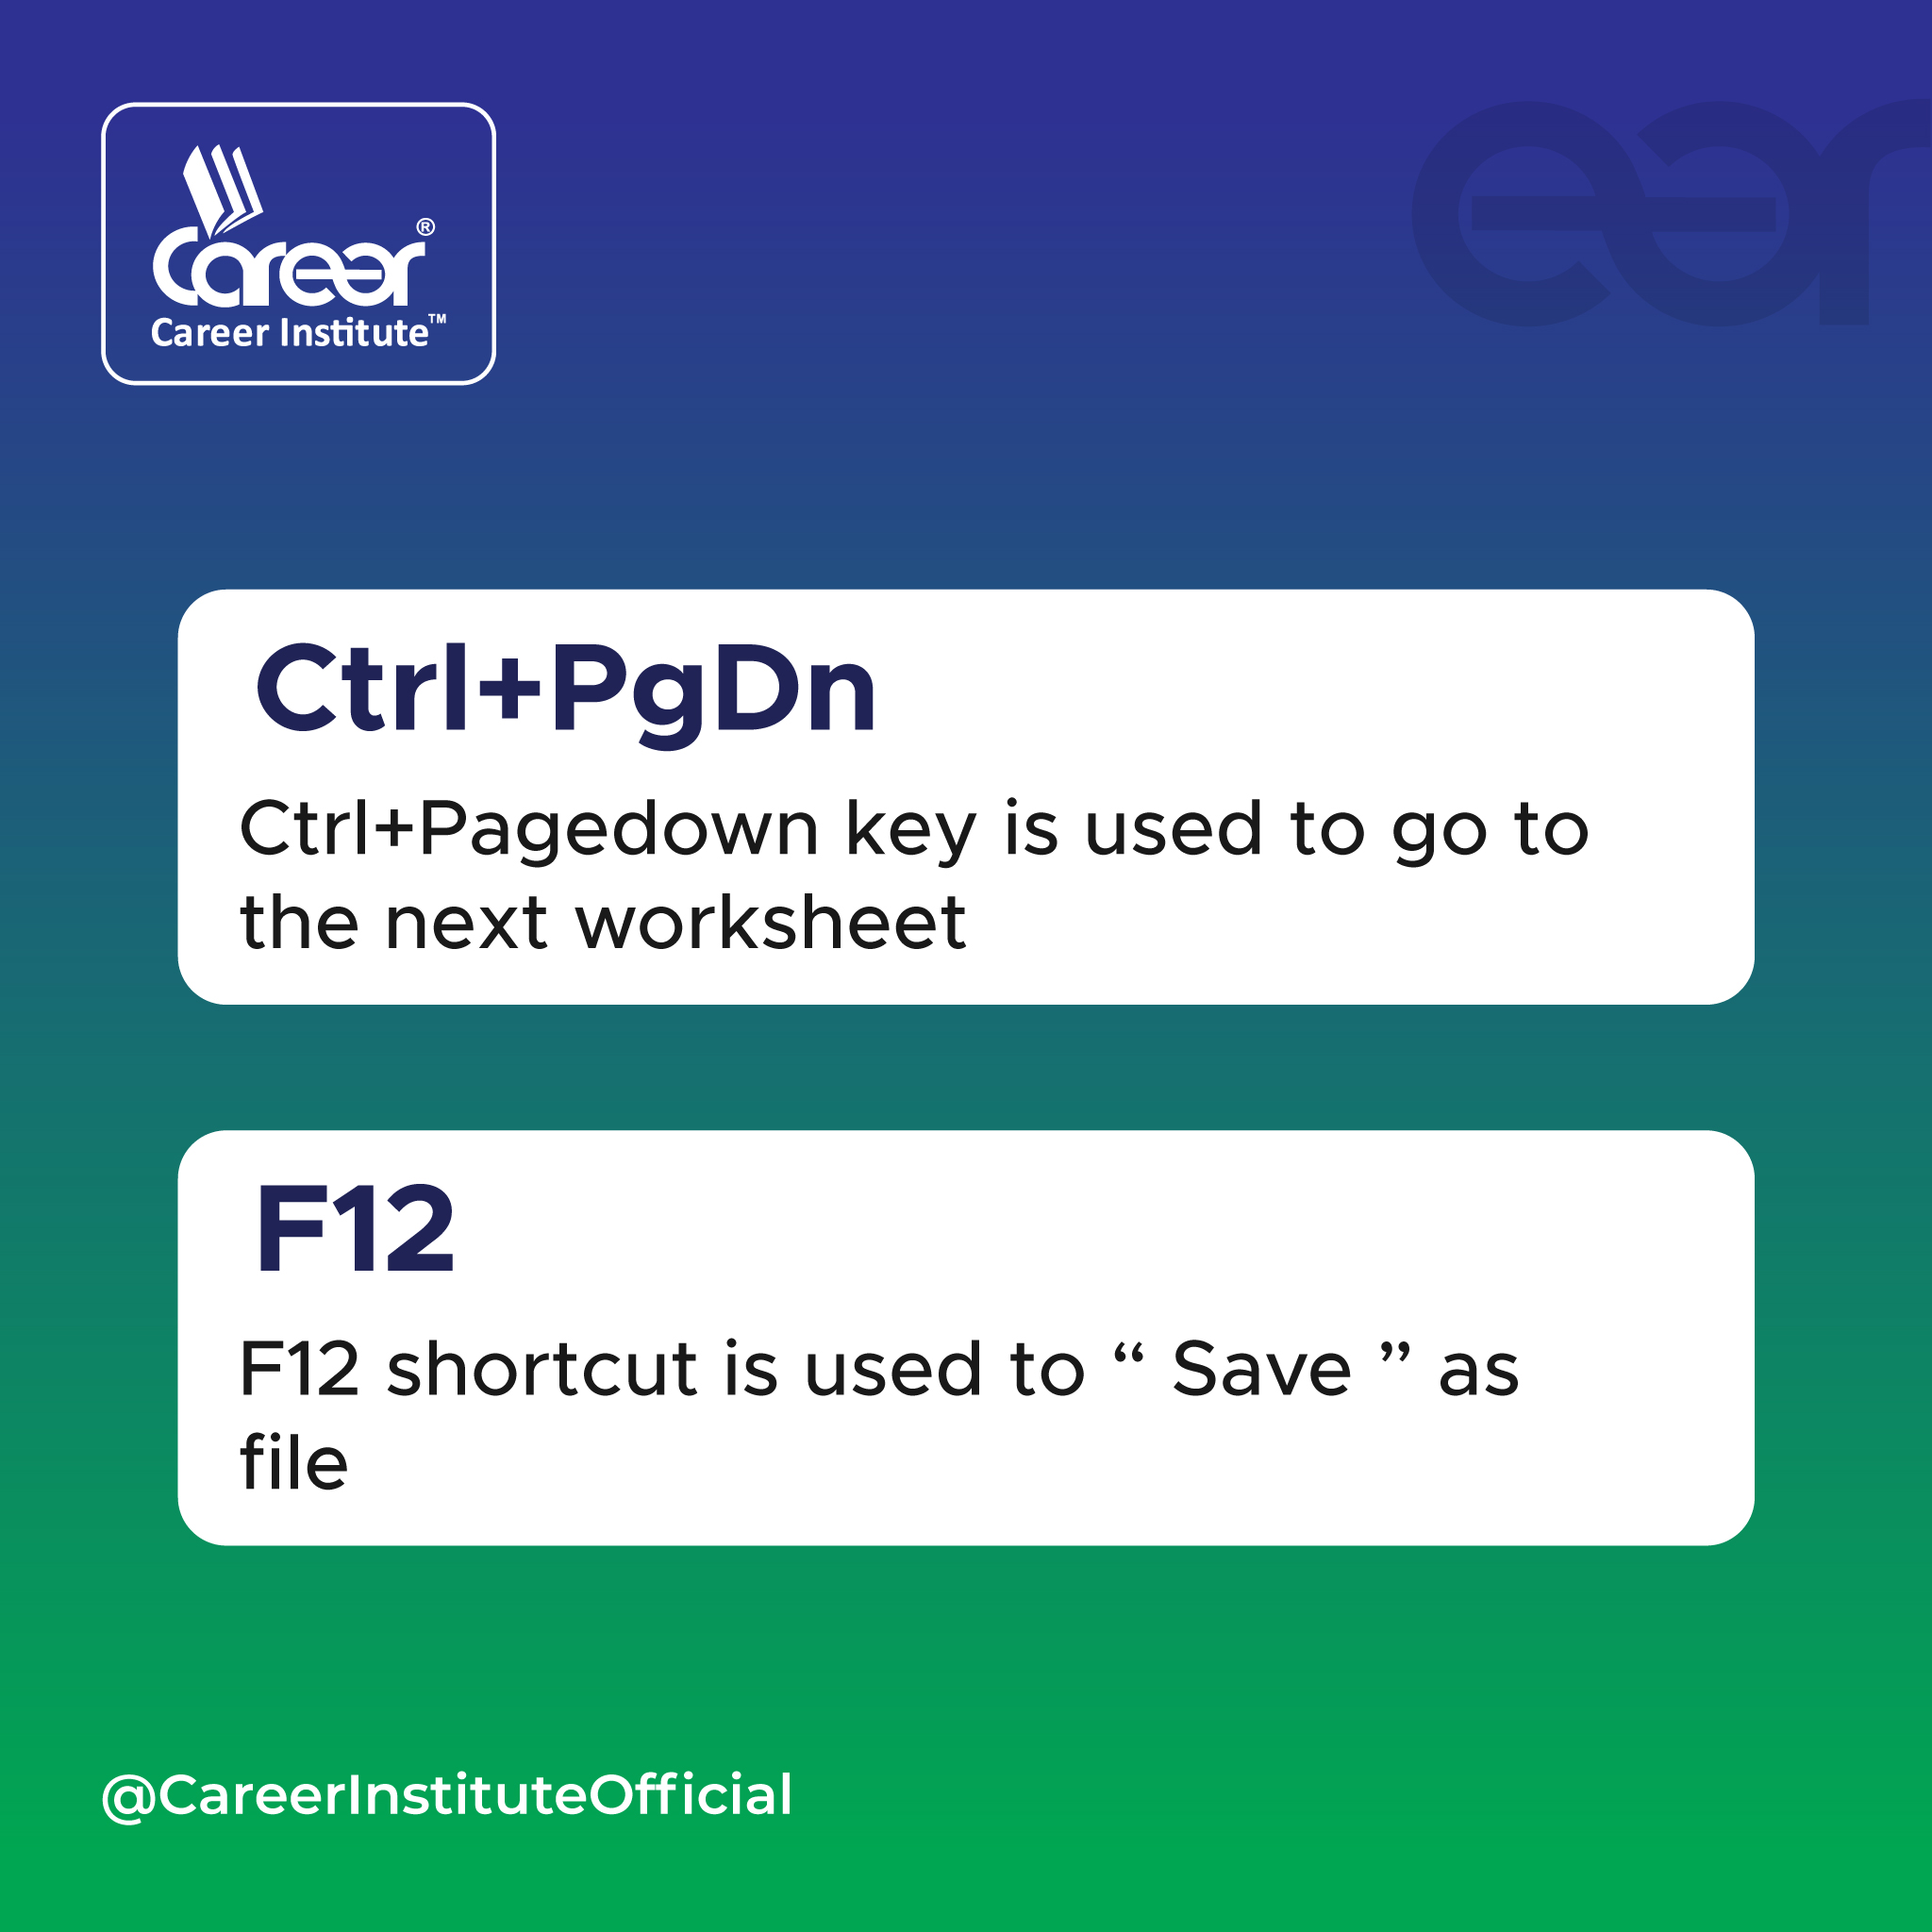 Career®
Career Institute™
ear
Ctrl+PgDn
Ctrl+Pagedown key is used to go to
the next worksheet
F12
F12 shortcut is used to “ Save ” as
file
@CareerInstituteOfficial